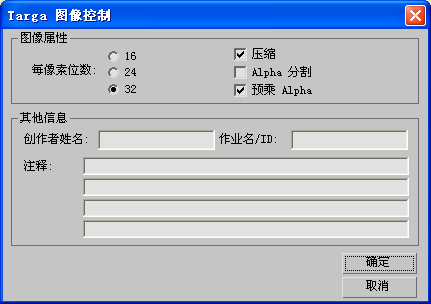 Targa 图像控制
图像属性
每像素位数:
16
24
32
压缩
Alpha 分割
预乘 Alpha
其他信息
创作者姓名:
作业名/ID:
注释:
确定
取消